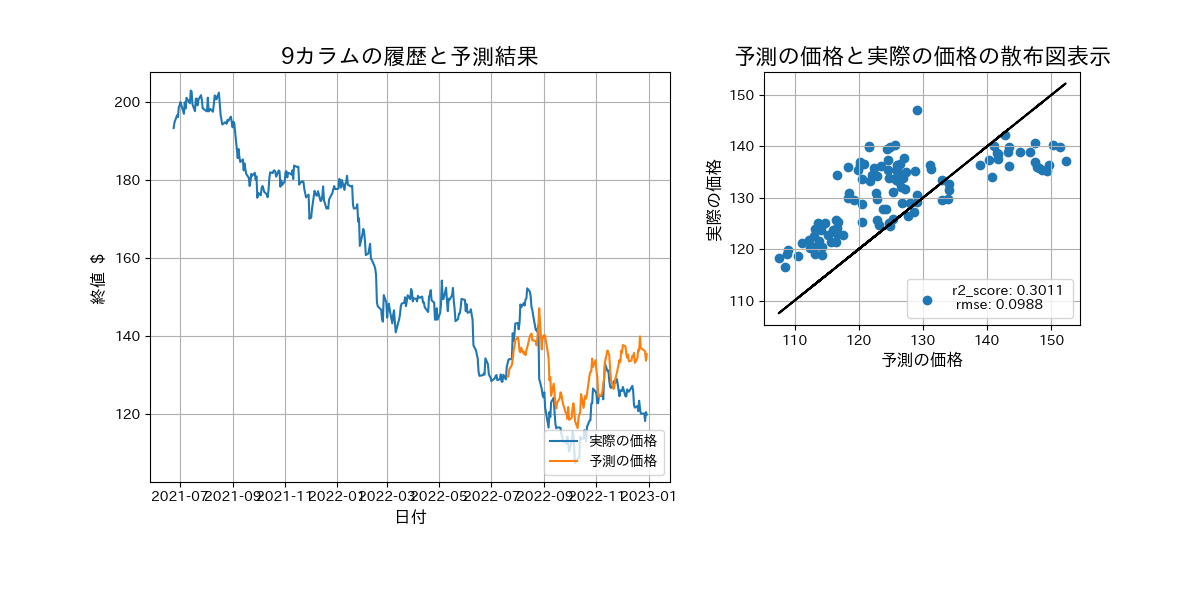 9カラムの履歴と予測結果
200
180
160
140
120
終値 $
2021-07
2021-09
2021-11
2022-01
2022-03
2022-05
2022-07
2022-09
2022-11
2023-01
日付
実際の価格
予測の価格
予測の価格と実際の価格の散布図表示
150
140
130
120
110
実際の価格
110
120
130
140
150
予測の価格
r2_score: 0.3011
rmse: 0.0988